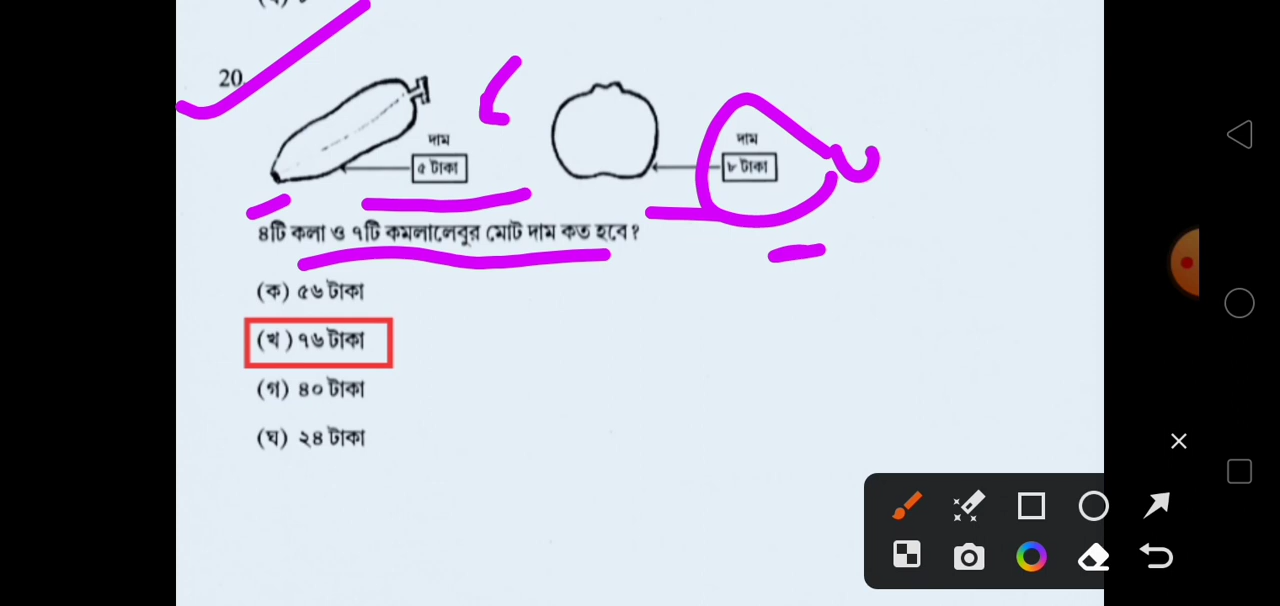 20.
দাম
৫ টাকা
দাম
৮ টাকা
৪টি কলা ও ৭টি কমলালেবুর মোট দাম কত হবে?
(ক) ৫৬ টাকা
(খ) ৭৬ টাকা
(গ) ৪০ টাকা
(ঘ) ২৪ টাকা